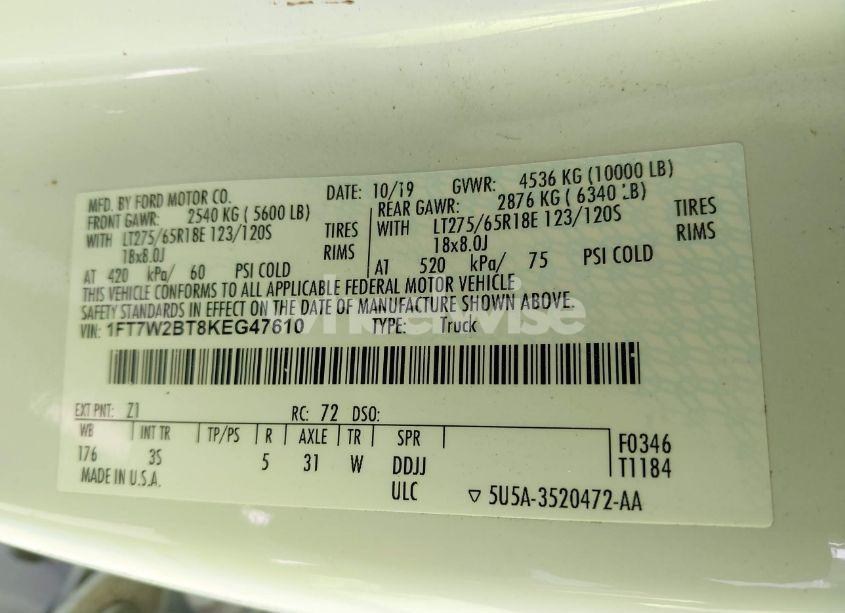 MFD. BY FORD MOTOR CO.
DATE: 10/19 GVWR: 4536 KG (10000 LB)
FRONT GAWR: 2540 KG ( 5600 LB) REAR GAWR: 2876 KG ( 6340 LB)
WITH LT275/65R18E 123/120S TIRES WITH LT275/65R18E 123/120S TIRES
18x8.0J RIMS 18x8.0J RIMS
AT 420 kPa/ 60 PSI COLD AT 520 kPa/ 75 PSI COLD
THIS VEHICLE CONFORMS TO ALL APPLICABLE FEDERAL MOTOR VEHICLE
SAFETY STANDARDS IN EFFECT ON THE DATE OF MANUFACTURE SHOWN ABOVE.
VIN: 1FT7W2BT8KEG47610 TYPE: Truck
EXT PNT: Z1 RC: 72 DSO:
WB INT TR TP/PS R AXLE TR SPR F0346
176 3S 5 31 W DDJJ T1184
MADE IN U.S.A. ULC 5U5A-3520472-AA